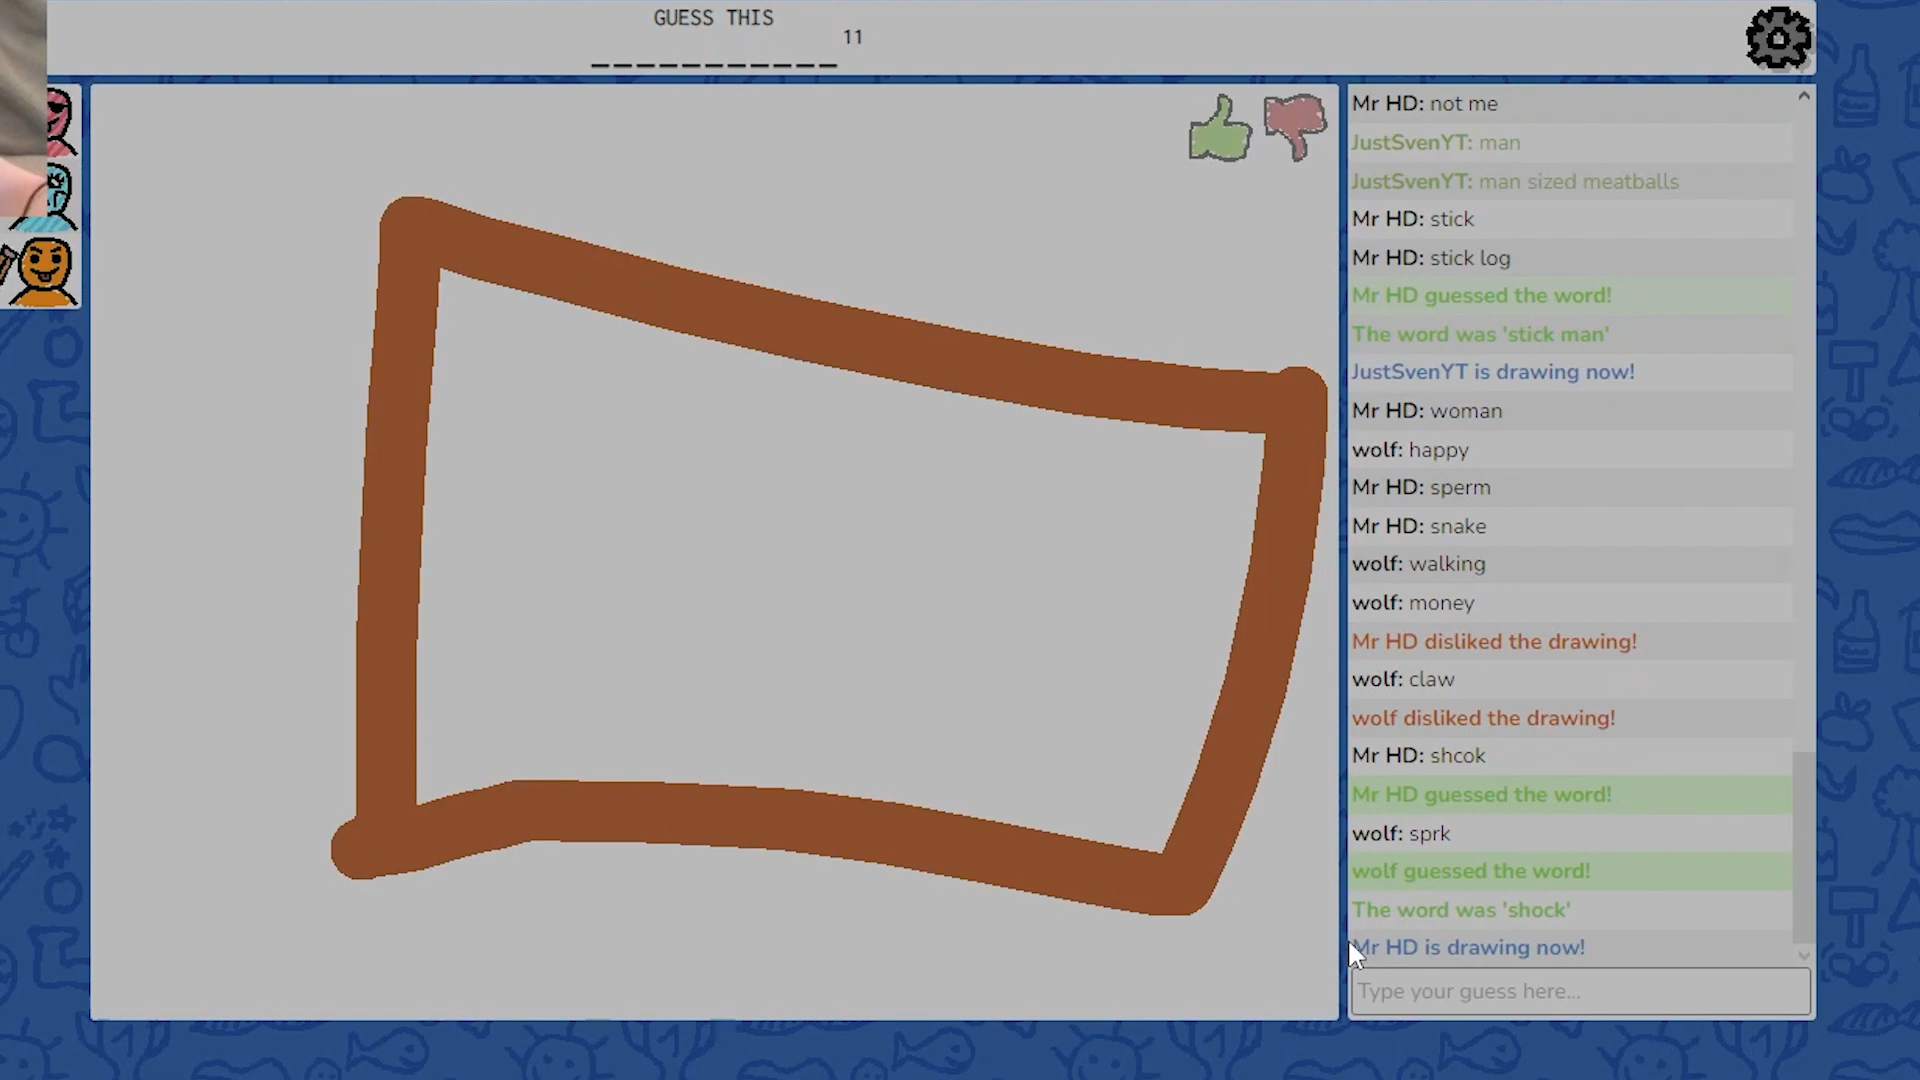 GUESS THIS
___________ 11
Mr HD: not me
JustSvenYT: man
JustSvenYT: man sized meatballs
Mr HD: stick
Mr HD: stick log
Mr HD guessed the word!
The word was 'stick man'
JustSvenYT is drawing now!
Mr HD: woman
wolf: happy
Mr HD: sperm
Mr HD: snake
wolf: walking
wolf: money
Mr HD disliked the drawing!
wolf: claw
wolf disliked the drawing!
Mr HD: shcok
Mr HD guessed the word!
wolf: sprk
wolf guessed the word!
The word was 'shock'
Mr HD is drawing now!
Type your guess here...